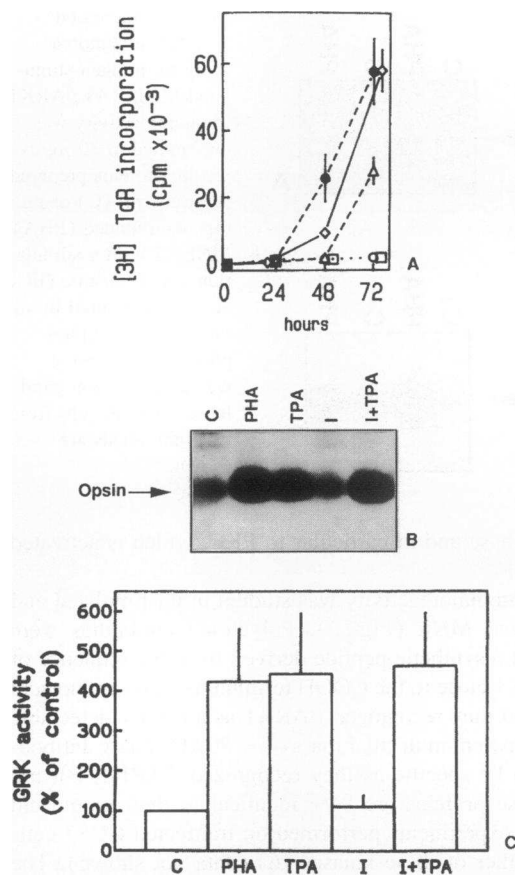 [3H] TdR incorporation
(Cpm x10⁻³)
60
40
20
0
0
24
48
72
hours
A
C
PHA
TPA
I
I+TPA
Opsin
B
GRK activity
(% of control)
600
500
400
300
200
100
0
C
PHA
TPA
I
I+TPA
C